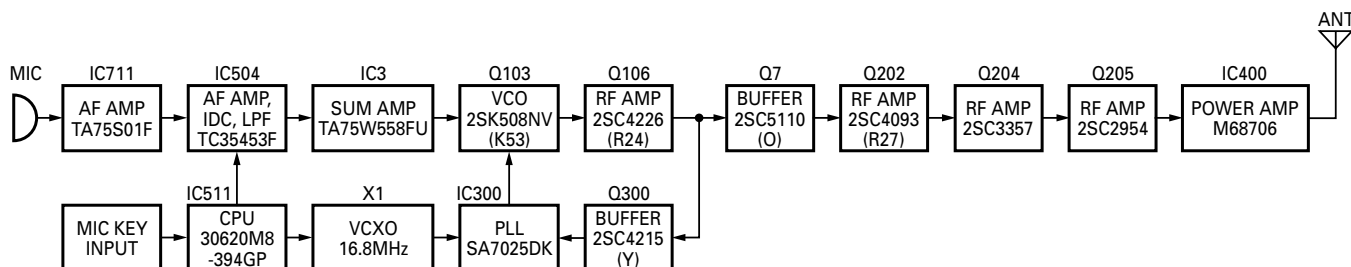 ANT
MIC
IC711
AF AMP
TA75S01F
IC504
AF AMP,
IDC, LPF
TC35453F
IC3
SUM AMP
TA75W558FU
Q103
VCO
2SK508NV
(K53)
Q106
RF AMP
2SC4226
(R24)
Q7
BUFFER
2SC5110
(O)
Q202
RF AMP
2SC4093
(R27)
Q204
RF AMP
2SC3357
Q205
RF AMP
2SC2954
IC400
POWER AMP
M68706
MIC KEY
INPUT
IC511
CPU
30620M8
-394GP
X1
VCXO
16.8MHz
IC300
PLL
SA7025DK
Q300
BUFFER
2SC4215
(Y)